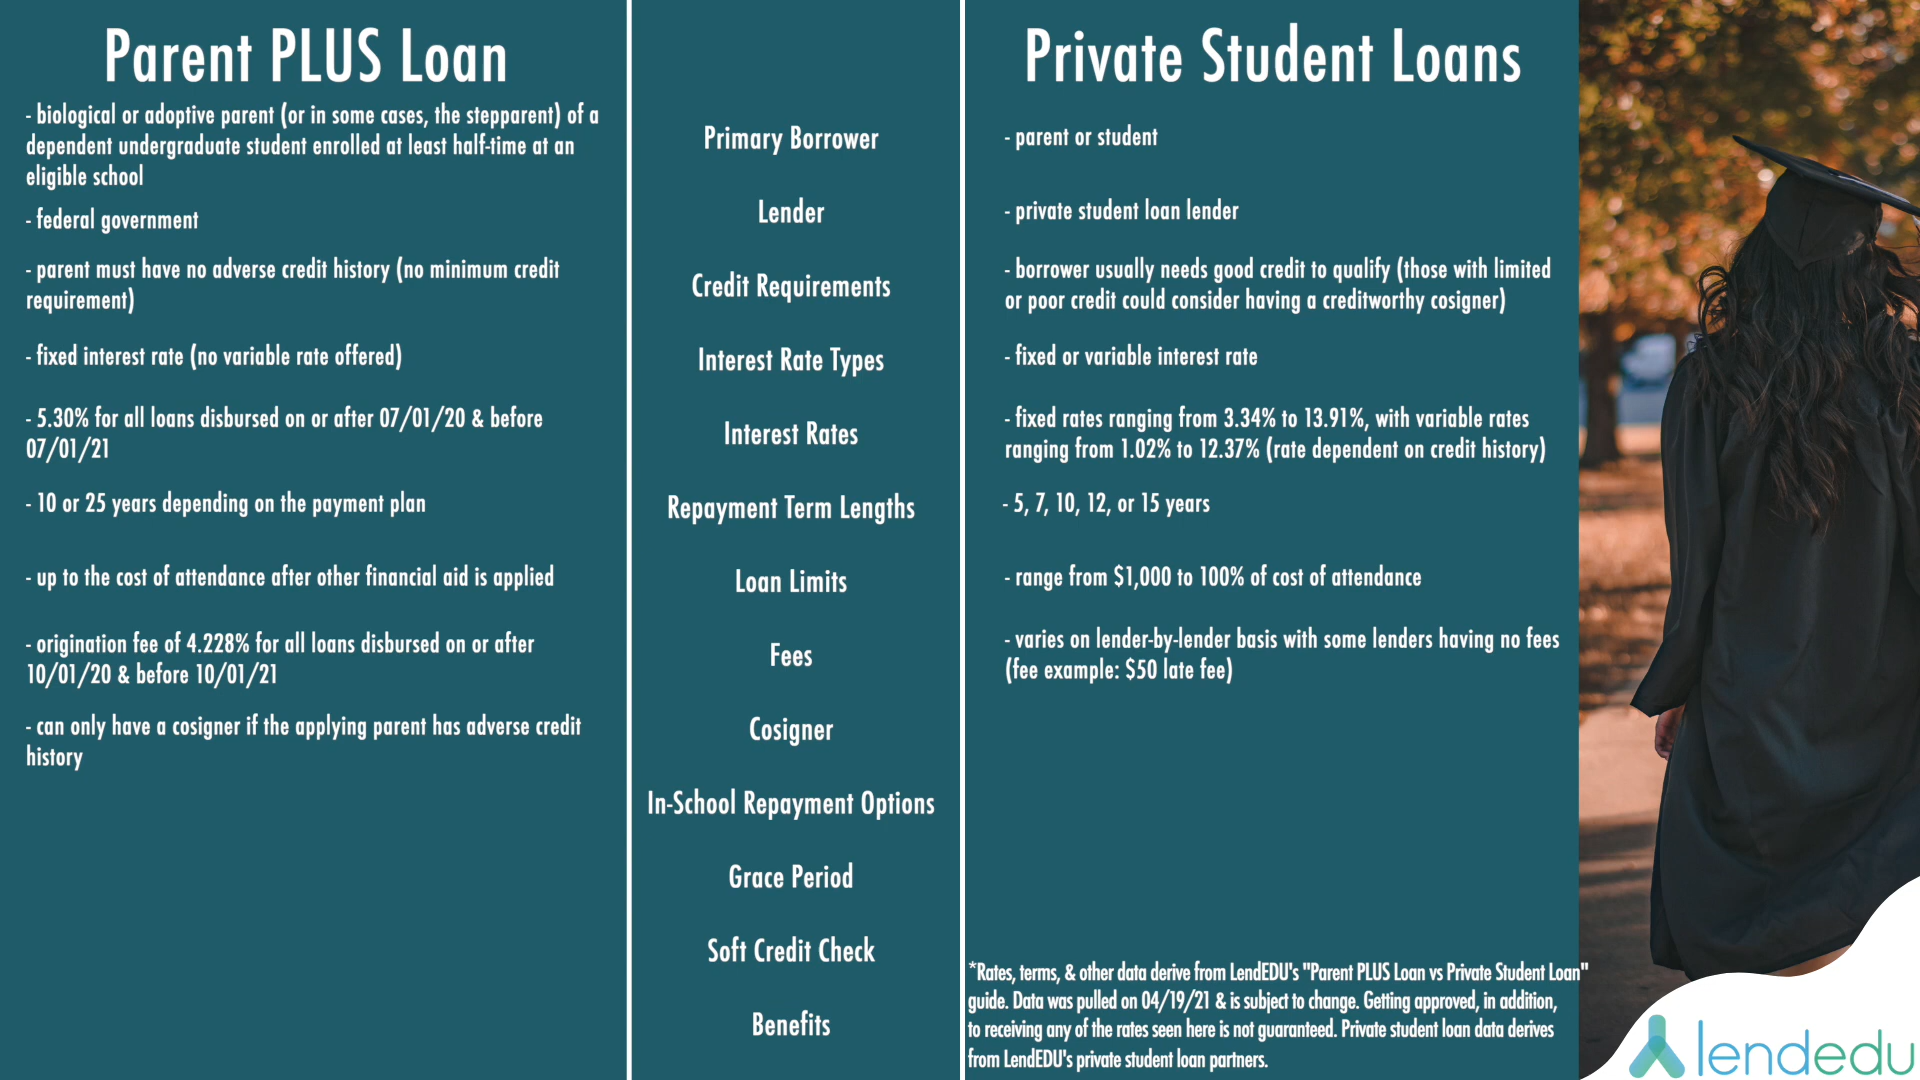 Parent PLUS Loan
- biological or adoptive parent (or in some cases, the stepparent) of a
dependent undergraduate student enrolled at least half-time at an
eligible school
- federal government
- parent must have no adverse credit history (no minimum credit
requirement)
- fixed interest rate (no variable rate offered)
- 5.30% for all loans disbursed on or after 07/01/20 & before
07/01/21
- 10 or 25 years depending on the payment plan
- up to the cost of attendance after other financial aid is applied
- origination fee of 4.228% for all loans disbursed on or after
10/01/20 & before 10/01/21
- can only have a cosigner if the applying parent has adverse credit
history
Primary Borrower
Lender
Credit Requirements
Interest Rate Types
Interest Rates
Repayment Term Lengths
Loan Limits
Fees
Cosigner
In-School Repayment Options
Grace Period
Soft Credit Check
Benefits
Private Student Loans
- parent or student
- private student loan lender
- borrower usually needs good credit to qualify (those with limited
or poor credit could consider having a creditworthy cosigner)
- fixed or variable interest rate
- fixed rates ranging from 3.34% to 13.91%, with variable rates
ranging from 1.02% to 12.37% (rate dependent on credit history)
- 5, 7, 10, 12, or 15 years
- range from $1,000 to 100% of cost of attendance
- varies on lender-by-lender basis with some lenders having no fees
(fee example: $50 late fee)
*Rates, terms, & other data derive from LendEDU's "Parent PLUS Loan vs Private Student Loan"
guide. Data was pulled on 04/19/21 & is subject to change. Getting approved, in addition,
to receiving any of the rates seen here is not guaranteed. Private student loan data derives
from LendEDU's private student loan partners.
lendedu